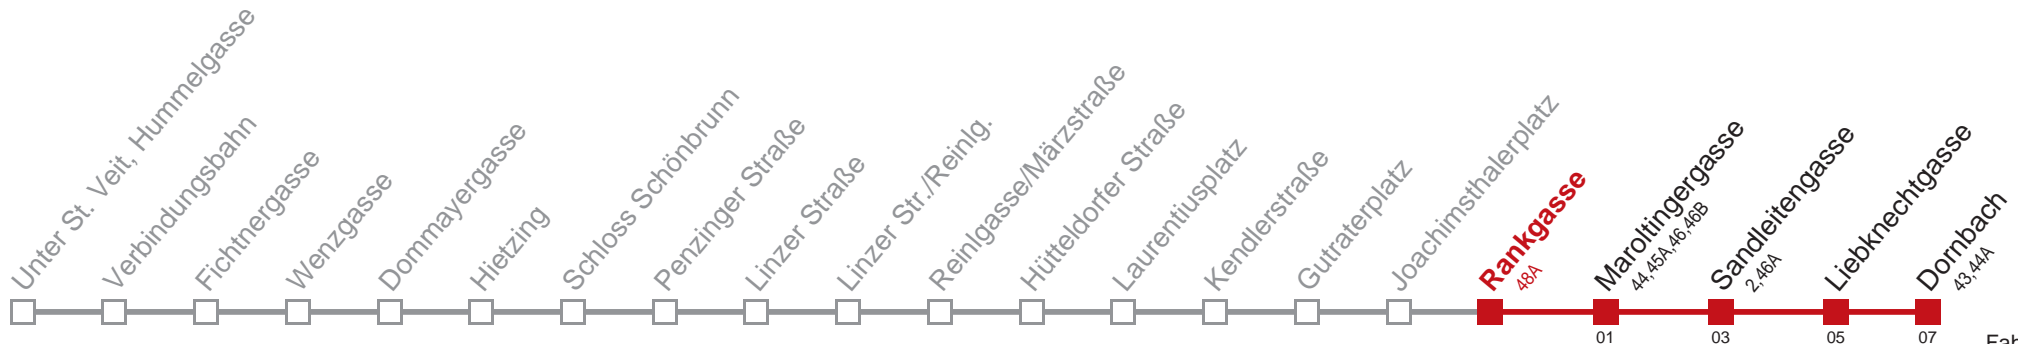 Unter St. Veit, Hummelgasse
Verbindungsbahn
Fichtnergasse
Wenzgasse
Dommayergasse
Hietzing
Schloss Schönbrunn
Penzinger Straße
Linzer Straße
Linzer Str./Reinlg.
Reinlgasse/Märzstraße
Hütteldorfer Straße
Laurentiusplatz
Kendlerstraße
Gutraterplatz
Joachimsthalerplatz
Rankgasse
48A
Maroltingergasse
44,45A,46,46B
Sandleitengasse
2,46A
Liebknechtgasse
Dornbach
43,44A
01
03
05
07